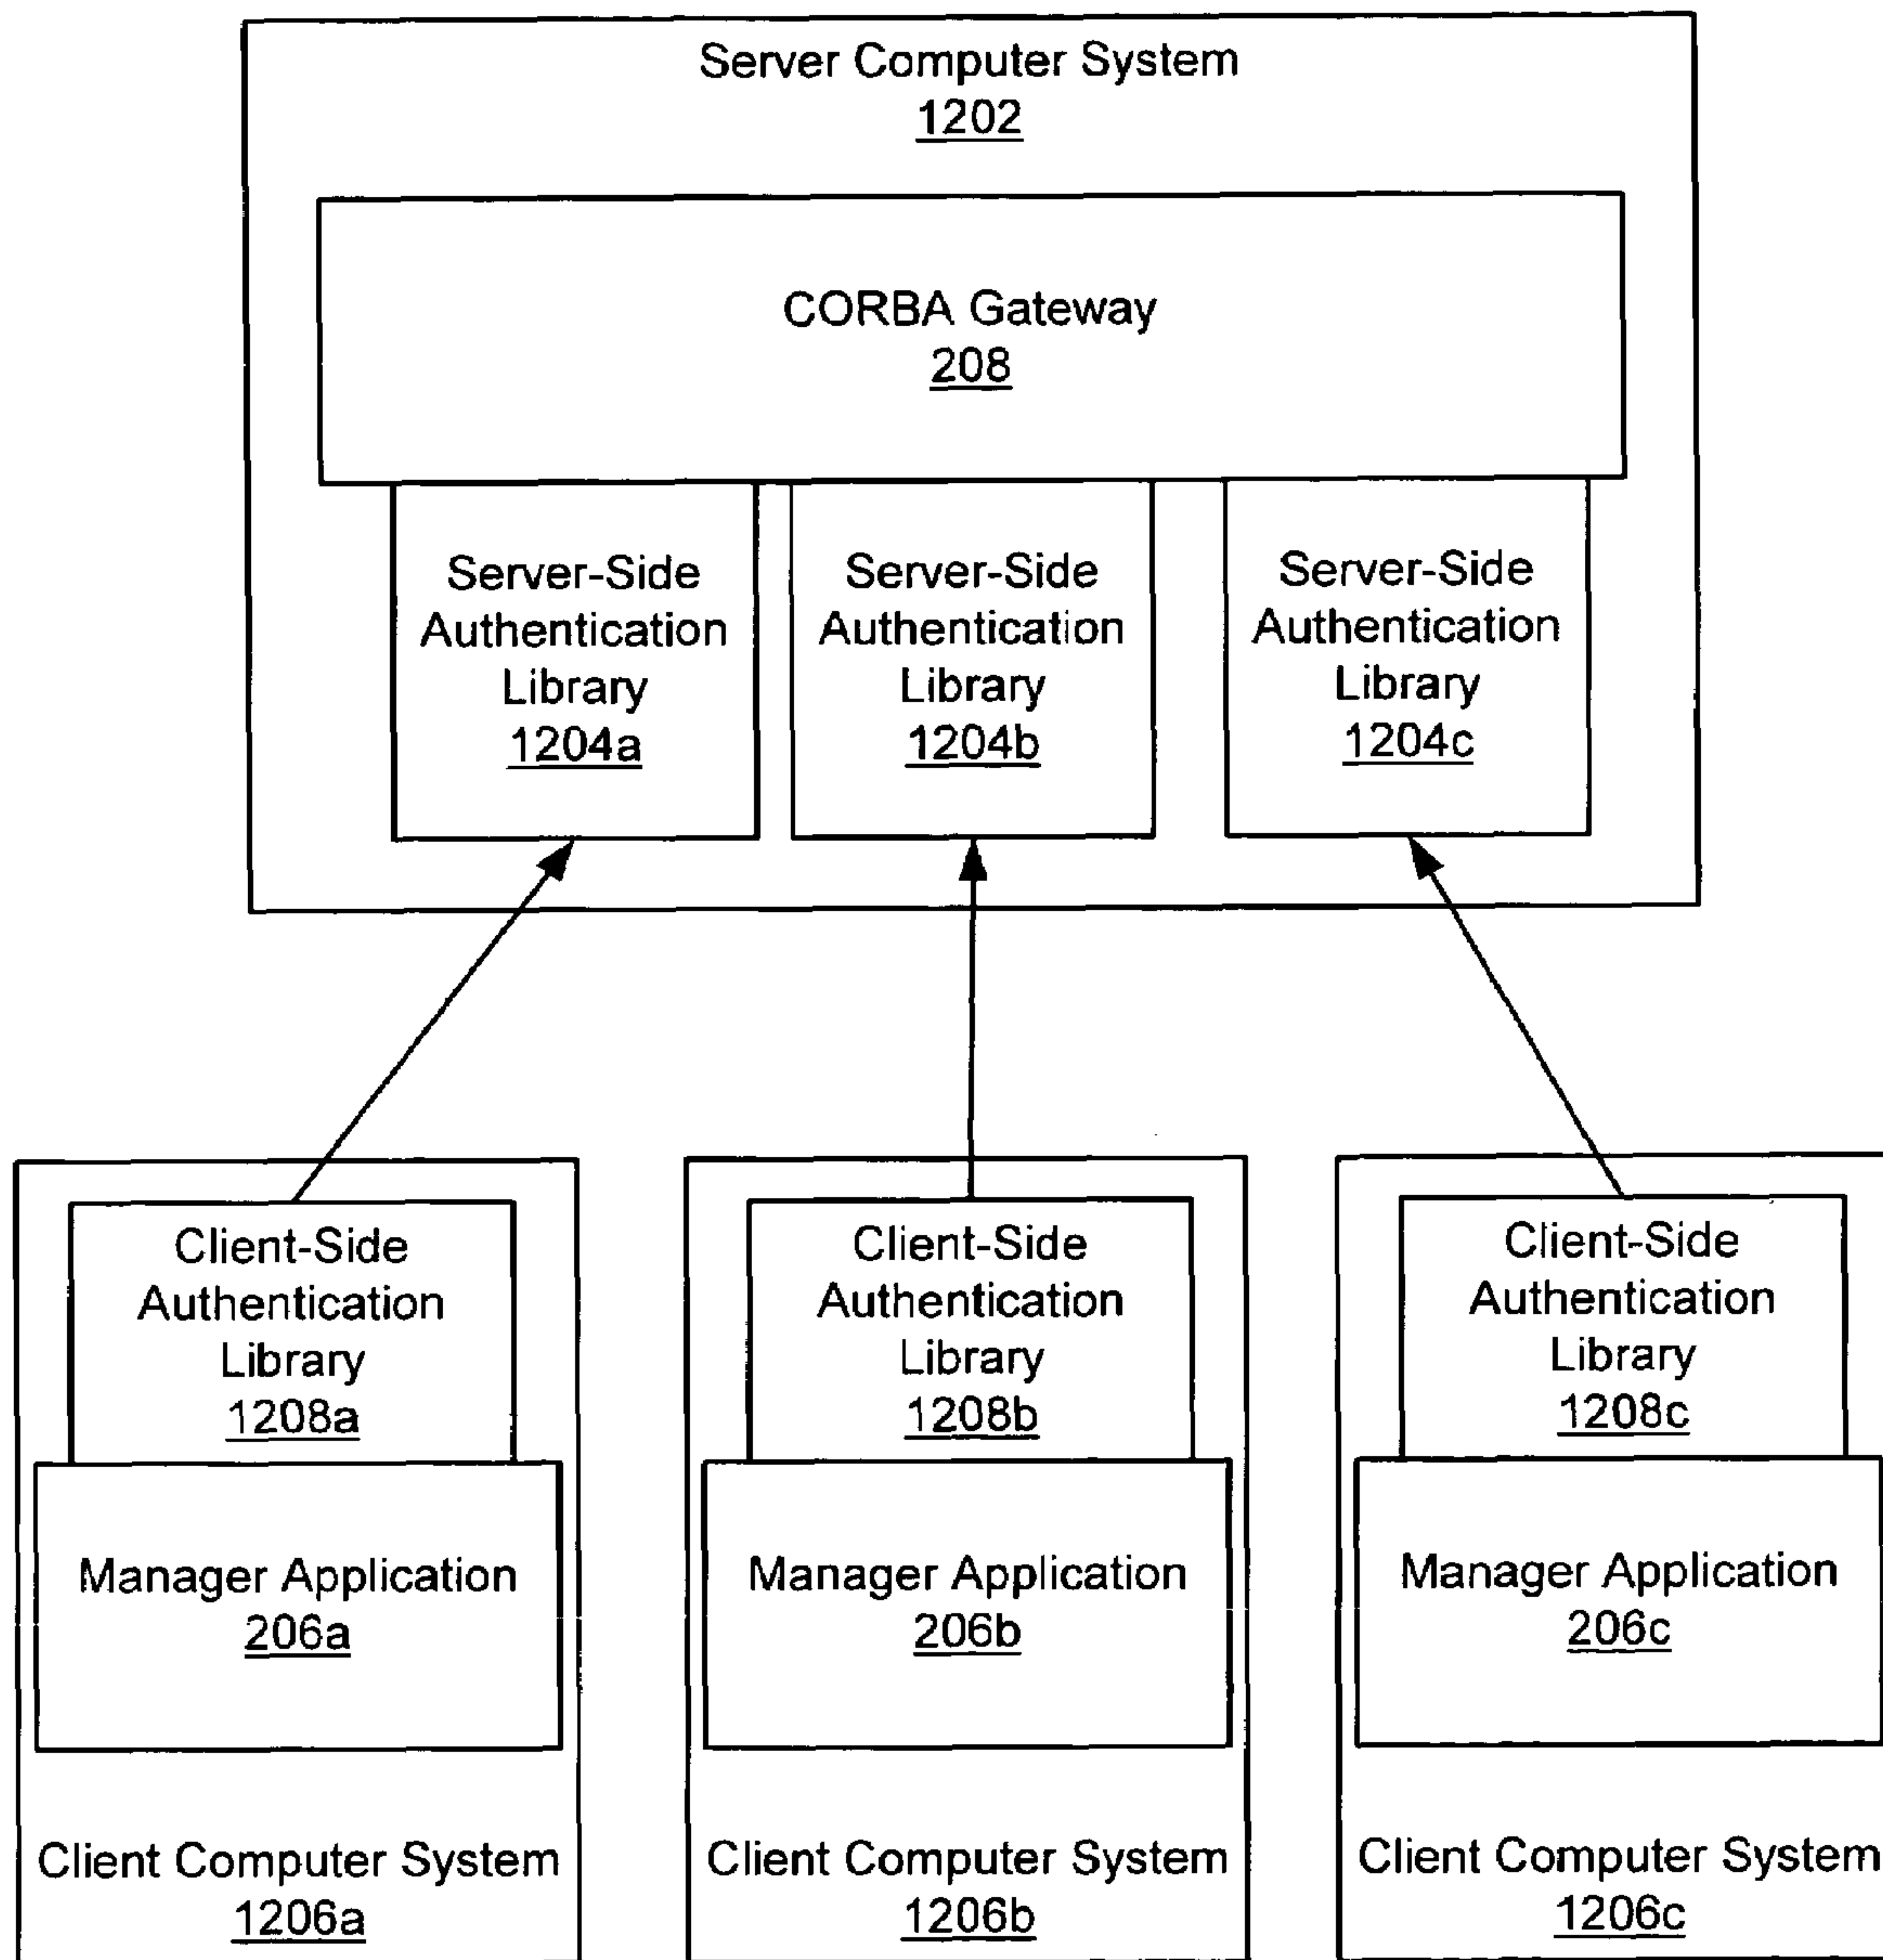 Server Computer System
1202
CORBA Gateway
208
Server-Side
Authentication
Library
1204a
Server-Side
Authentication
Library
1204b
Server-Side
Authentication
Library
1204c
Client-Side
Authentication
Library
1208a
Manager Application
206a
Client Computer System
1206a
Client-Side
Authentication
Library
1208b
Manager Application
206b
Client Computer System
1206b
Client-Side
Authentication
Library
1208c
Manager Application
206c
Client Computer System
1206c